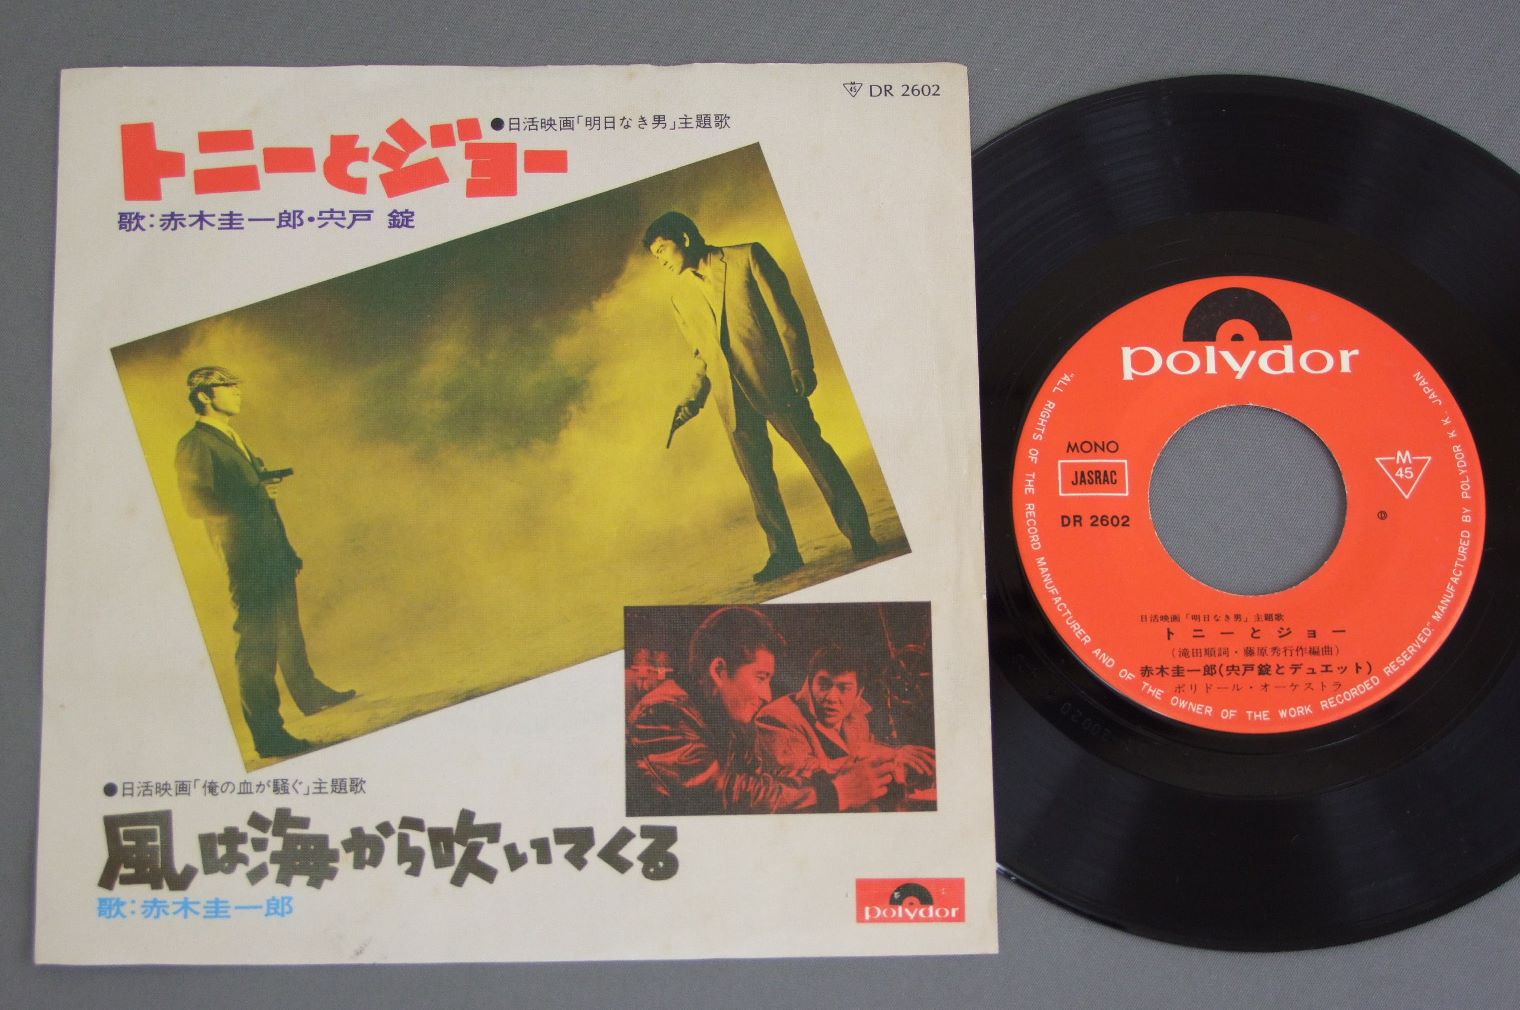 M
45
DR 2602
●日活映画「明日なき男」主題歌
トニーとジョー
歌:赤木圭一郎・宍戸 錠
●日活映画「俺の血が騒ぐ」主題歌
風は海から吹いてくる
歌:赤木圭一郎
polydor
polydor
MONO
JASRAC
DR 2602
M
45
Ⓟ
日活映画「明日なき男」主題歌
トニーとジョー
(滝田順詞・藤原秀行作編曲)
赤木圭一郎(宍戸錠とデュエット)
ポリドール・オーケストラ
"ALL RIGHTS OF THE RECORD MANUFACTURER AND OF THE OWNER OF THE WORK RECORDED RESERVED." MANUFACTURED BY POLYDOR K.K. JAPAN